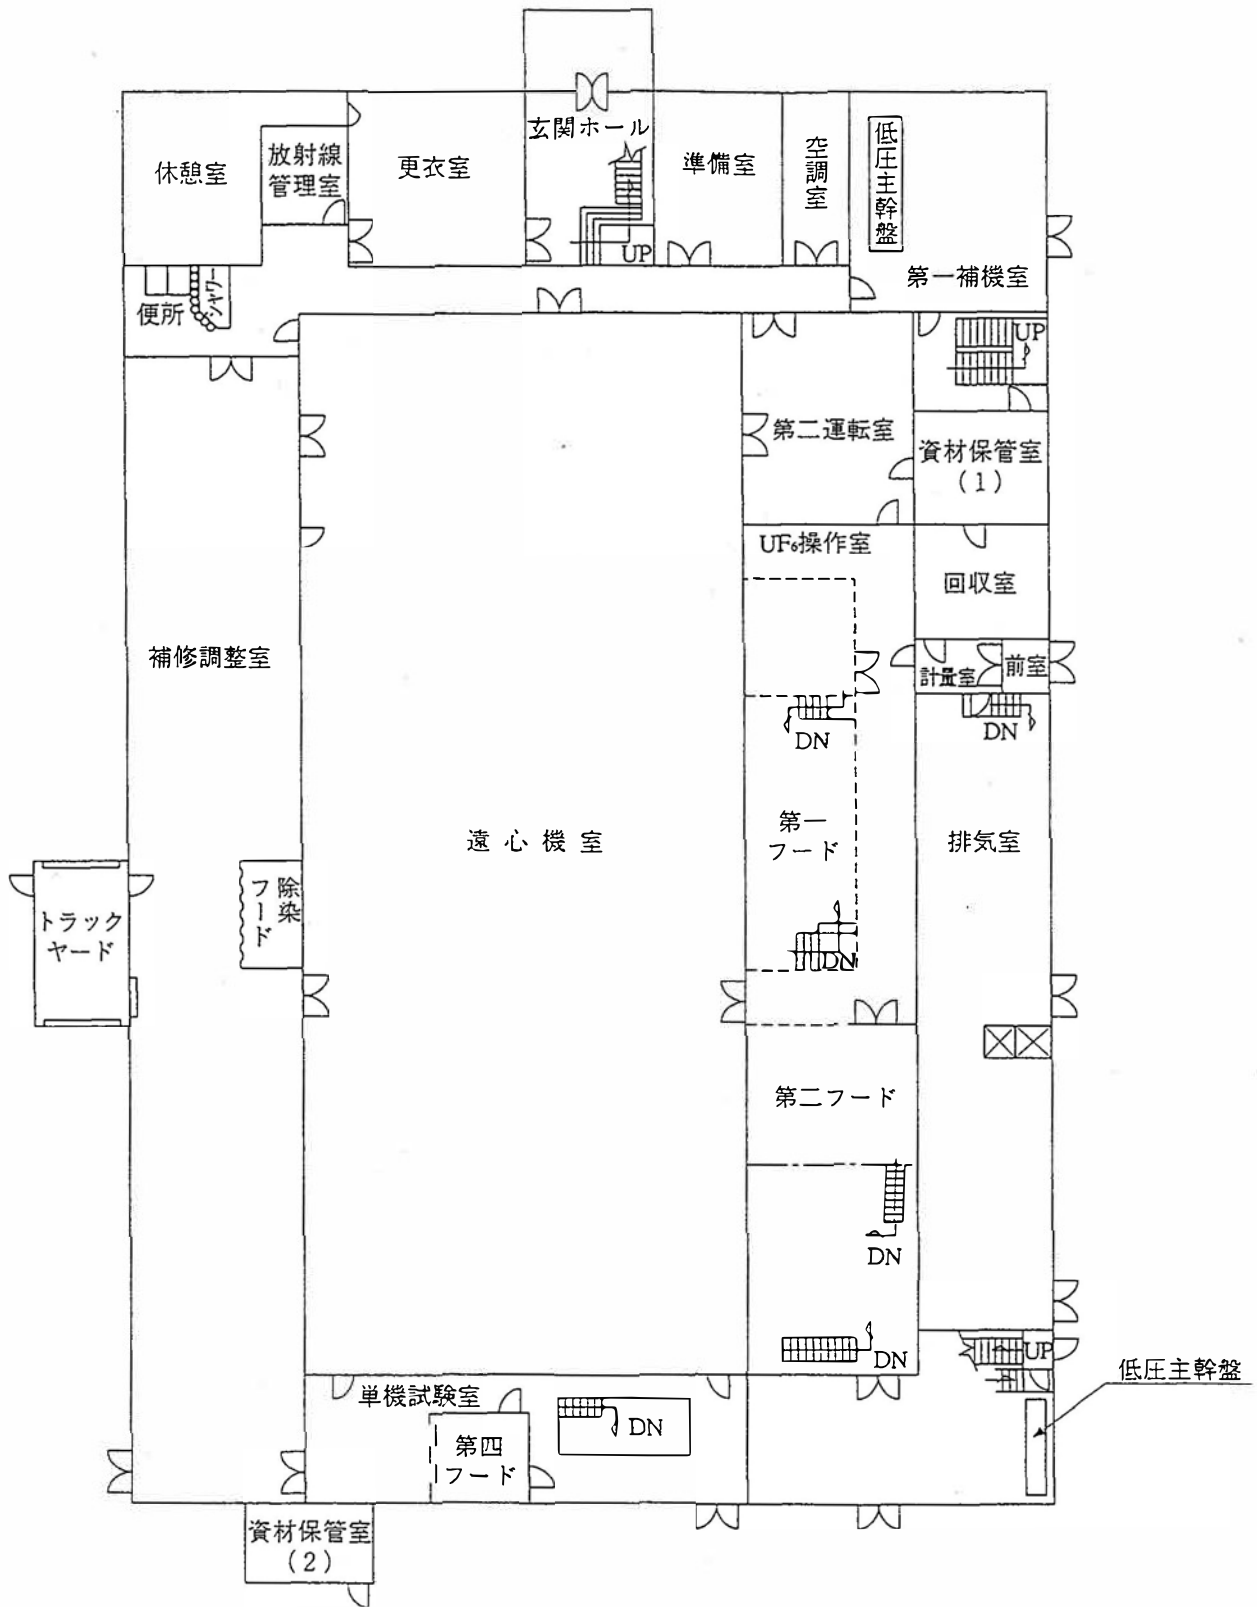 玄関ホール
休憩室
放射線
管理室
更衣室
準備室
空調室
低圧主幹盤
UP
第一補機室
便所
シャワー
UP
第二運転室
資材保管室
(1)
UF₆操作室
回収室
補修調整室
計量室
前室
DN
DN
遠心機室
第一
フード
排気室
除染
フード
トラック
ヤード
DN
第二フード
DN
DN
UP
低圧主幹盤
単機試験室
DN
第四
フード
資材保管室
(2)